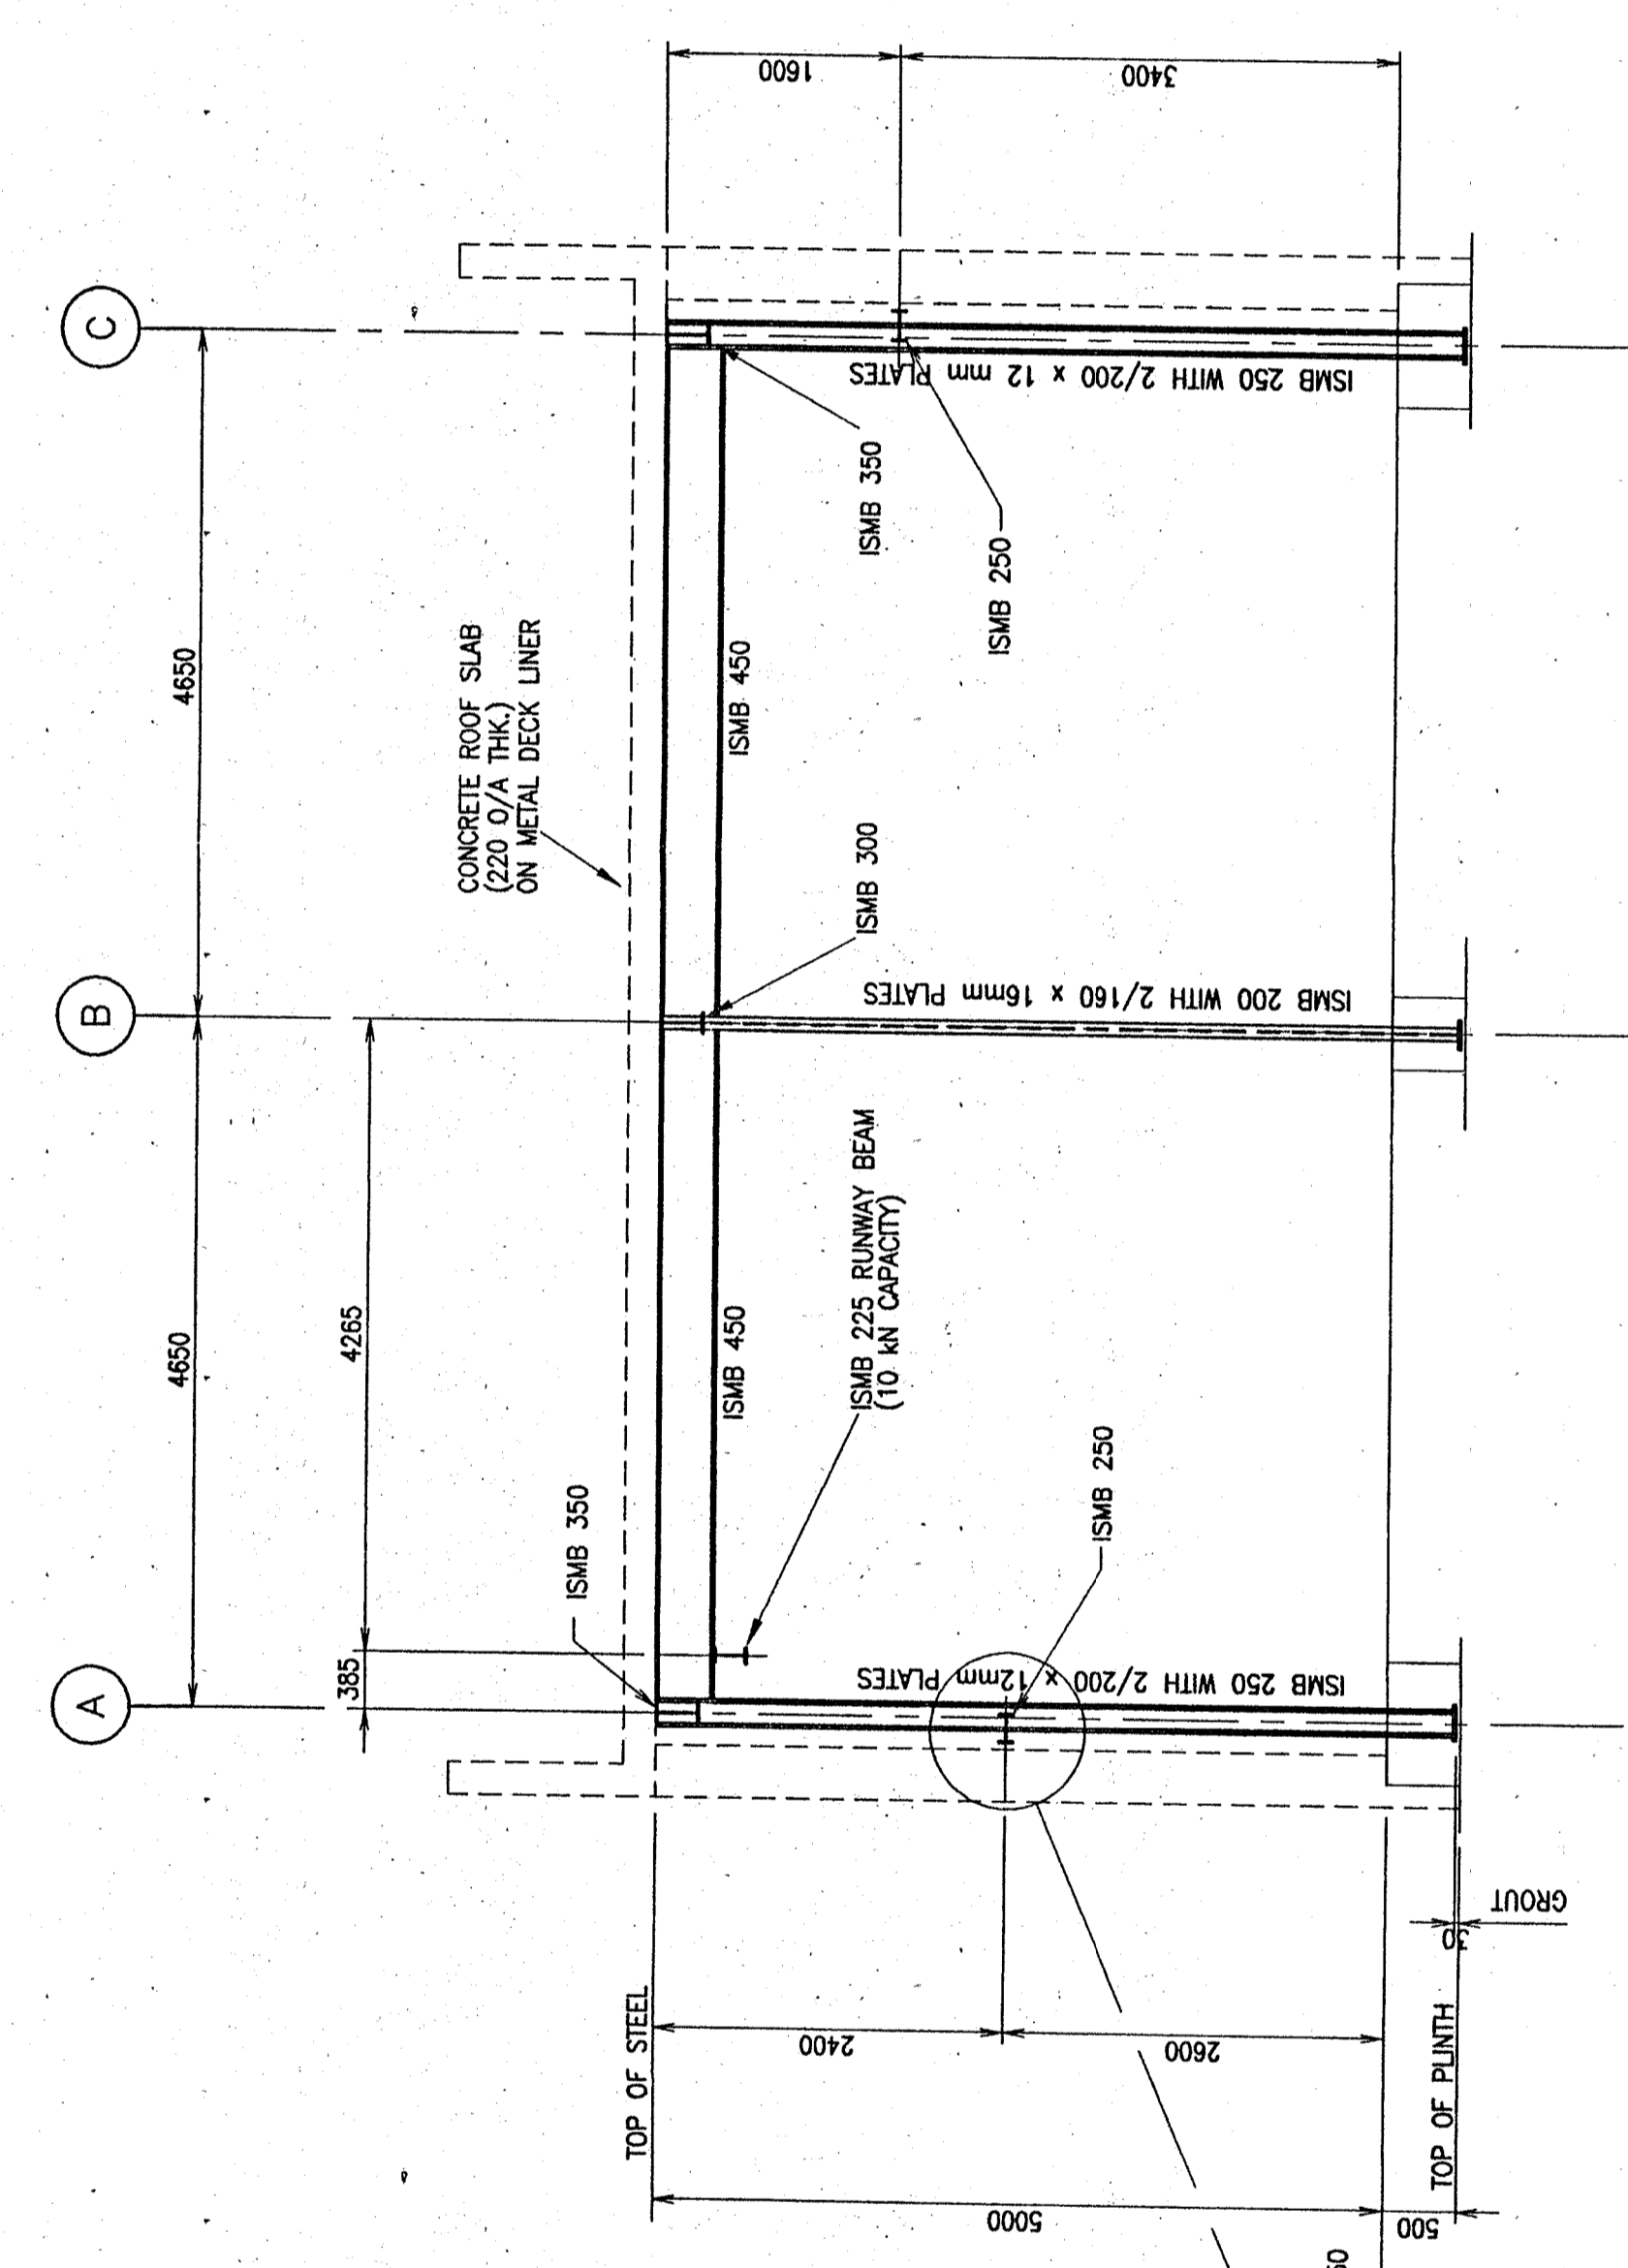 A
B
C
4650
4650
385
4265
CONCRETE ROOF SLAB
(220 O/A THK.)
ON METAL DECK LINER
ISMB 350
TOP OF STEEL
ISMB 450
ISMB 450
1600
3400
ISMB 225 RUNWAY BEAM
(10 kN CAPACITY)
ISMB 300
ISMB 350
ISMB 250
ISMB 250
ISMB 250 WITH 2/200 x 12mm PLATES
ISMB 200 WITH 2/160 x 16mm PLATES
ISMB 250 WITH 2/200 x 12 mm PLATES
2400
2600
5000
500
TOP OF PLINTH
30
GROUT